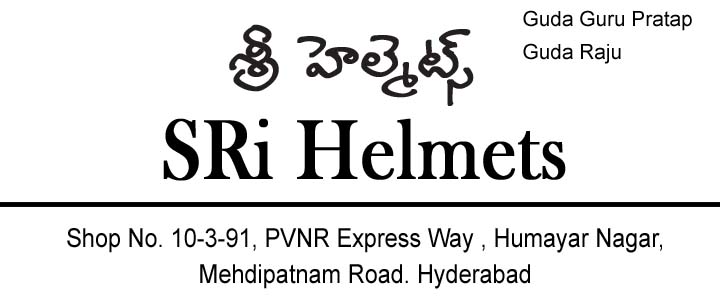 Guda Guru Pratap
Guda Raju
శ్రీ హెల్మెట్స్
SRi Helmets
Shop No. 10-3-91, PVNR Express Way , Humayar Nagar,
Mehdipatnam Road. Hyderabad